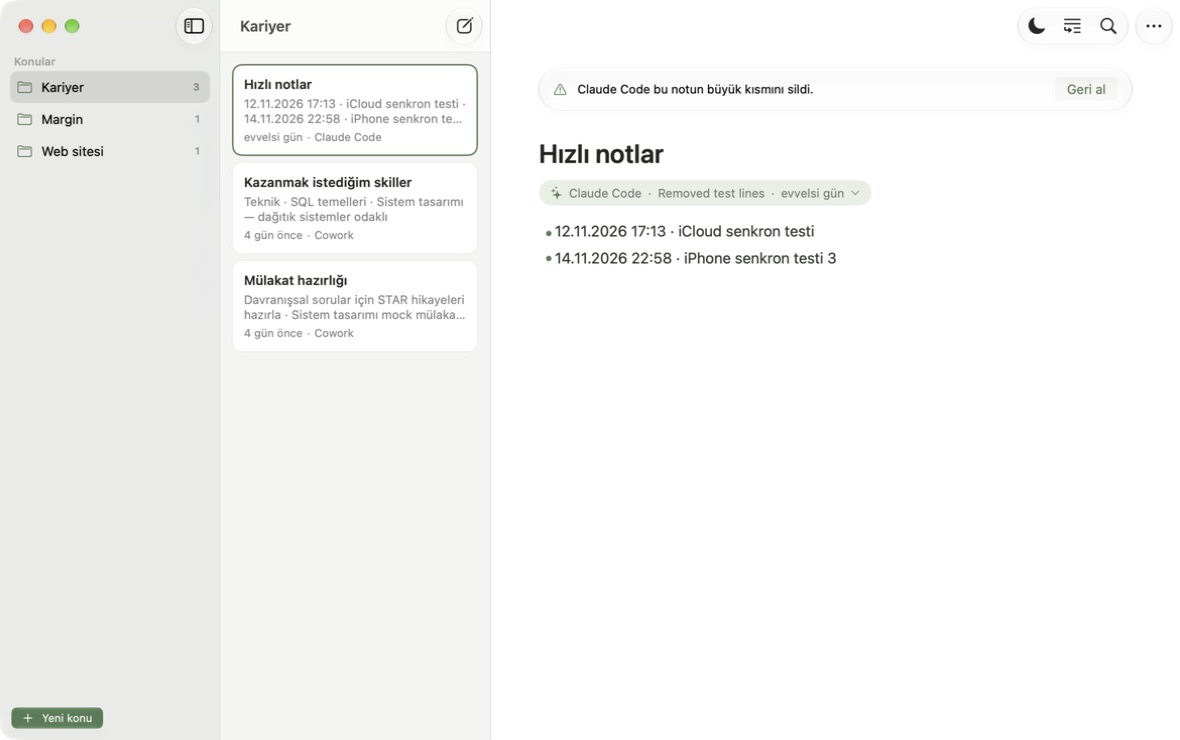 Konular
Kariyer 3
Margin 1
Web sitesi 1
+ Yeni konu
Kariyer
Hızlı notlar
12.11.2026 17:13 · iCloud senkron testi ·
14.11.2026 22:58 · iPhone senkron te...
evvelsi gün · Claude Code
Kazanmak istediğim skiller
Teknik · SQL temelleri · Sistem tasarımı
— dağıtık sistemler odaklı
4 gün önce · Cowork
Mülakat hazırlığı
Davranışsal sorular için STAR hikayeleri
hazırla · Sistem tasarımı mock mülaka...
4 gün önce · Cowork
Claude Code bu notun büyük kısmını sildi.
Geri al
Hızlı notlar
Claude Code · Removed test lines · evvelsi gün
• 12.11.2026 17:13 · iCloud senkron testi
• 14.11.2026 22:58 · iPhone senkron testi 3